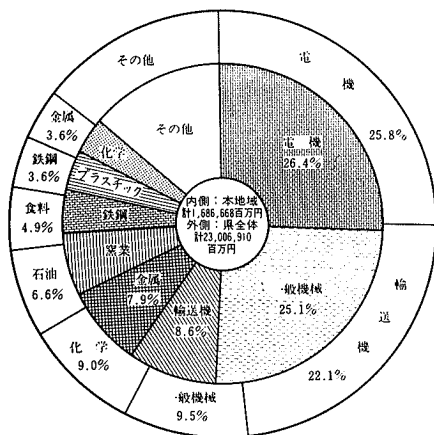 電機
25.8%
輸送機
22.1%
一般機械
9.5%
化学
9.0%
石油
6.6%
食料
4.9%
鉄鋼
3.6%
金属
3.6%
その他
電機
26.4%
一般機械
25.1%
輸送機
8.6%
金属
7.9%
窯業
鉄鋼
プラスチック
化学
その他
内側：本地域
計1,686,668百万円
外側：県全体
計23,006,910
百万円